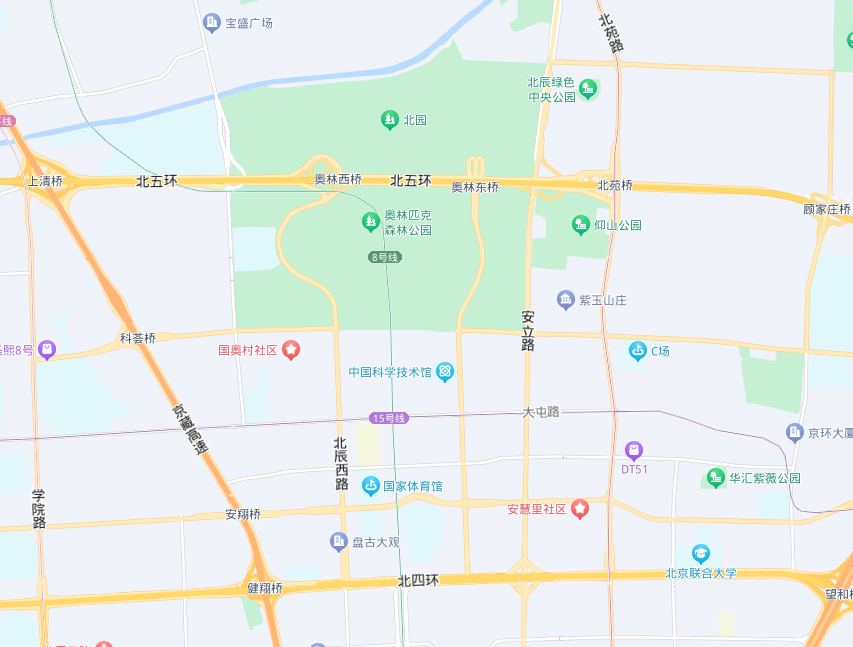 宝盛广场
北苑路
北辰绿色
中央公园
北园
上清桥
北五环
奥林西桥
北五环
奥林东桥
北苑桥
顾家庄桥
奥林匹克
森林公园
仰山公园
8号线
紫玉山庄
安立路
科荟桥
熙8号
国奥村社区
C场
中国科学技术馆
京藏高速
15号线
大屯路
京环大厦
北辰西路
DT51
华汇紫薇公园
国家体育馆
学院路
安翔桥
安慧里社区
盘古大观
北京联合大学
健翔桥
北四环
望和